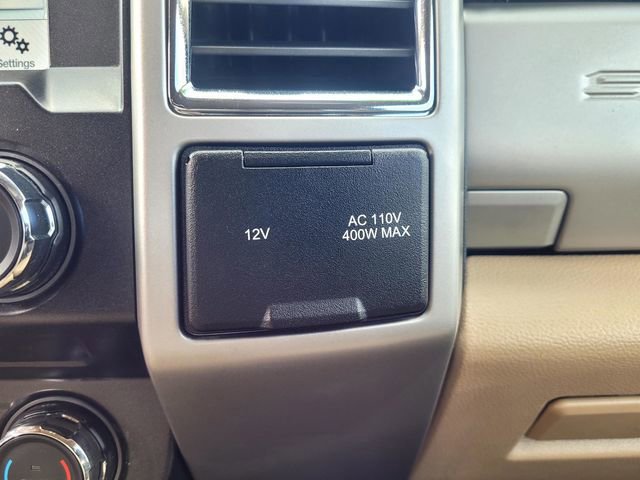 Settings
12V
AC 110V
400W MAX